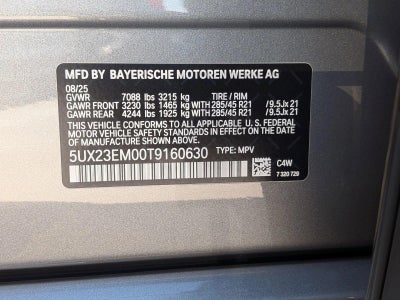 MFD BY BAYERISCHE MOTOREN WERKE AG
08/25
GVWR 7088 lbs 3215 kg TIRE / RIM
GAWR FRONT 3230 lbs 1465 kg WITH 285/45 R21 /9.5Jx 21
GAWR REAR 4244 lbs 1925 kg WITH 285/45 R21 /9.5Jx 21
THIS VEHICLE CONFORMS TO ALL APPLICABLE U.S. FEDERAL
MOTOR VEHICLE SAFETY STANDARDS IN EFFECT ON THE DATE OF
MANUFACTURE SHOWN ABOVE.
5UX23EM00T9160630 TYPE: MPV
C4W
7 320 729